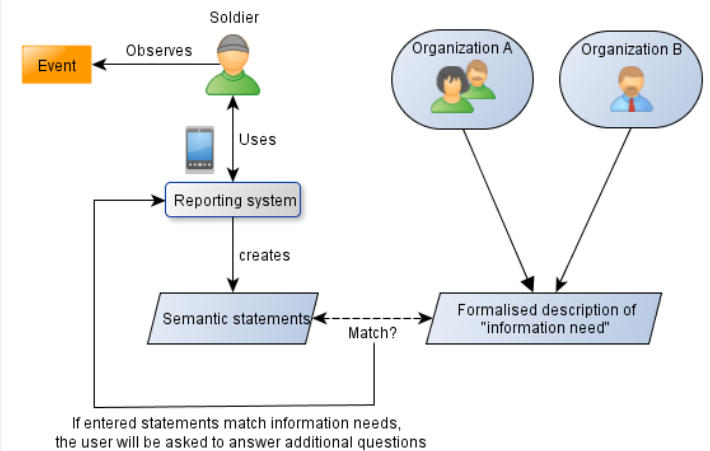 Soldier
Observes
Event
Organization A
Organization B
Uses
Reporting system
creates
Semantic statements
Match?
Formalised description of
"information need"
If entered statements match information needs,
the user will be asked to answer additional questions